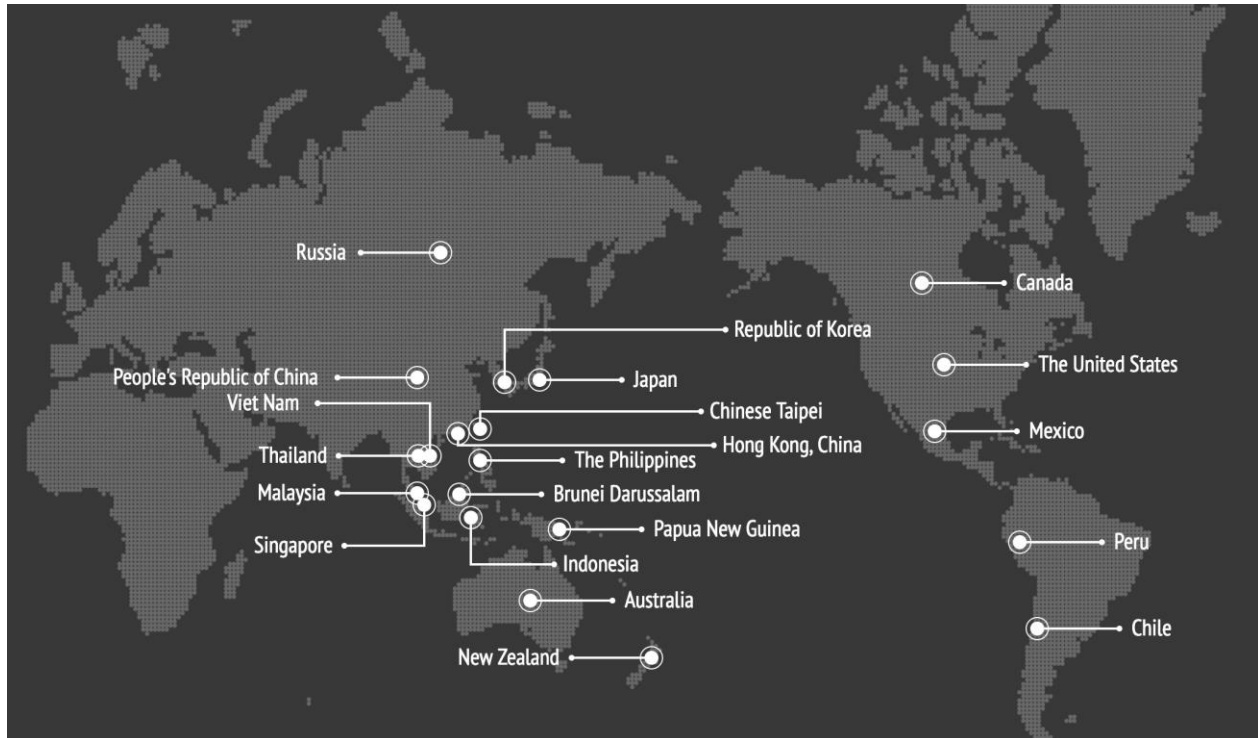 Russia
Canada
Republic of Korea
The United States
People's Republic of China
Japan
Viet Nam
Chinese Taipei
Mexico
Hong Kong, China
Thailand
The Philippines
Malaysia
Brunei Darussalam
Papua New Guinea
Singapore
Peru
Indonesia
Australia
Chile
New Zealand